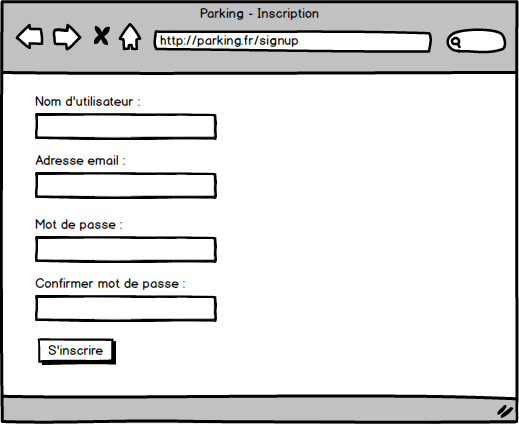 Parking - Inscription
http://parking.fr/signup
Nom d'utilisateur :
Adresse email :
Mot de passe :
Confirmer mot de passe :
S'inscrire